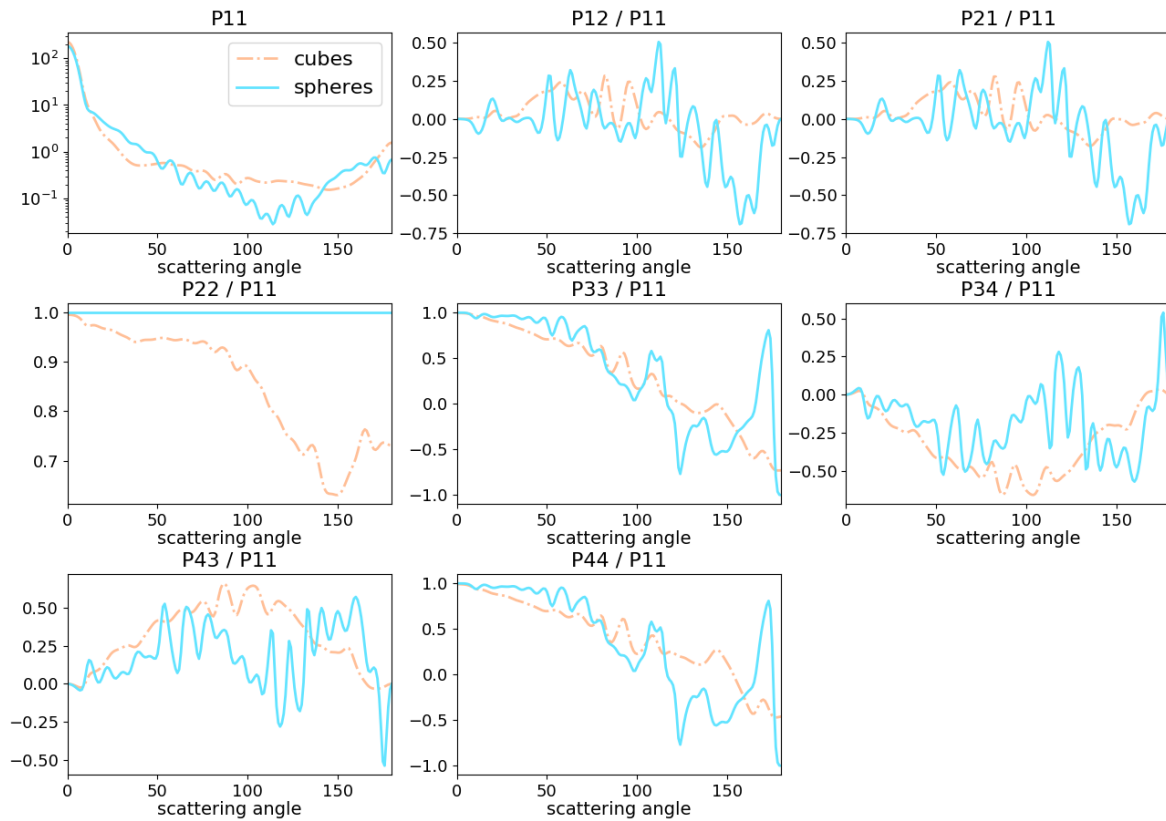 P11
P12 / P11
P21 / P11
10²
10¹
10⁰
10⁻¹
cubes
spheres
0 50 100 150
scattering angle
0.50
0.25
0.00
−0.25
−0.50
−0.75
0 50 100 150
scattering angle
0.50
0.25
0.00
−0.25
−0.50
−0.75
0 50 100 150
scattering angle
P22 / P11
P33 / P11
P34 / P11
1.0
0.9
0.8
0.7
0 50 100 150
scattering angle
1.0
0.5
0.0
−0.5
−1.0
0 50 100 150
scattering angle
0.50
0.25
0.00
−0.25
−0.50
0 50 100 150
scattering angle
P43 / P11
P44 / P11
0.50
0.25
0.00
−0.25
−0.50
0 50 100 150
scattering angle
1.0
0.5
0.0
−0.5
−1.0
0 50 100 150
scattering angle